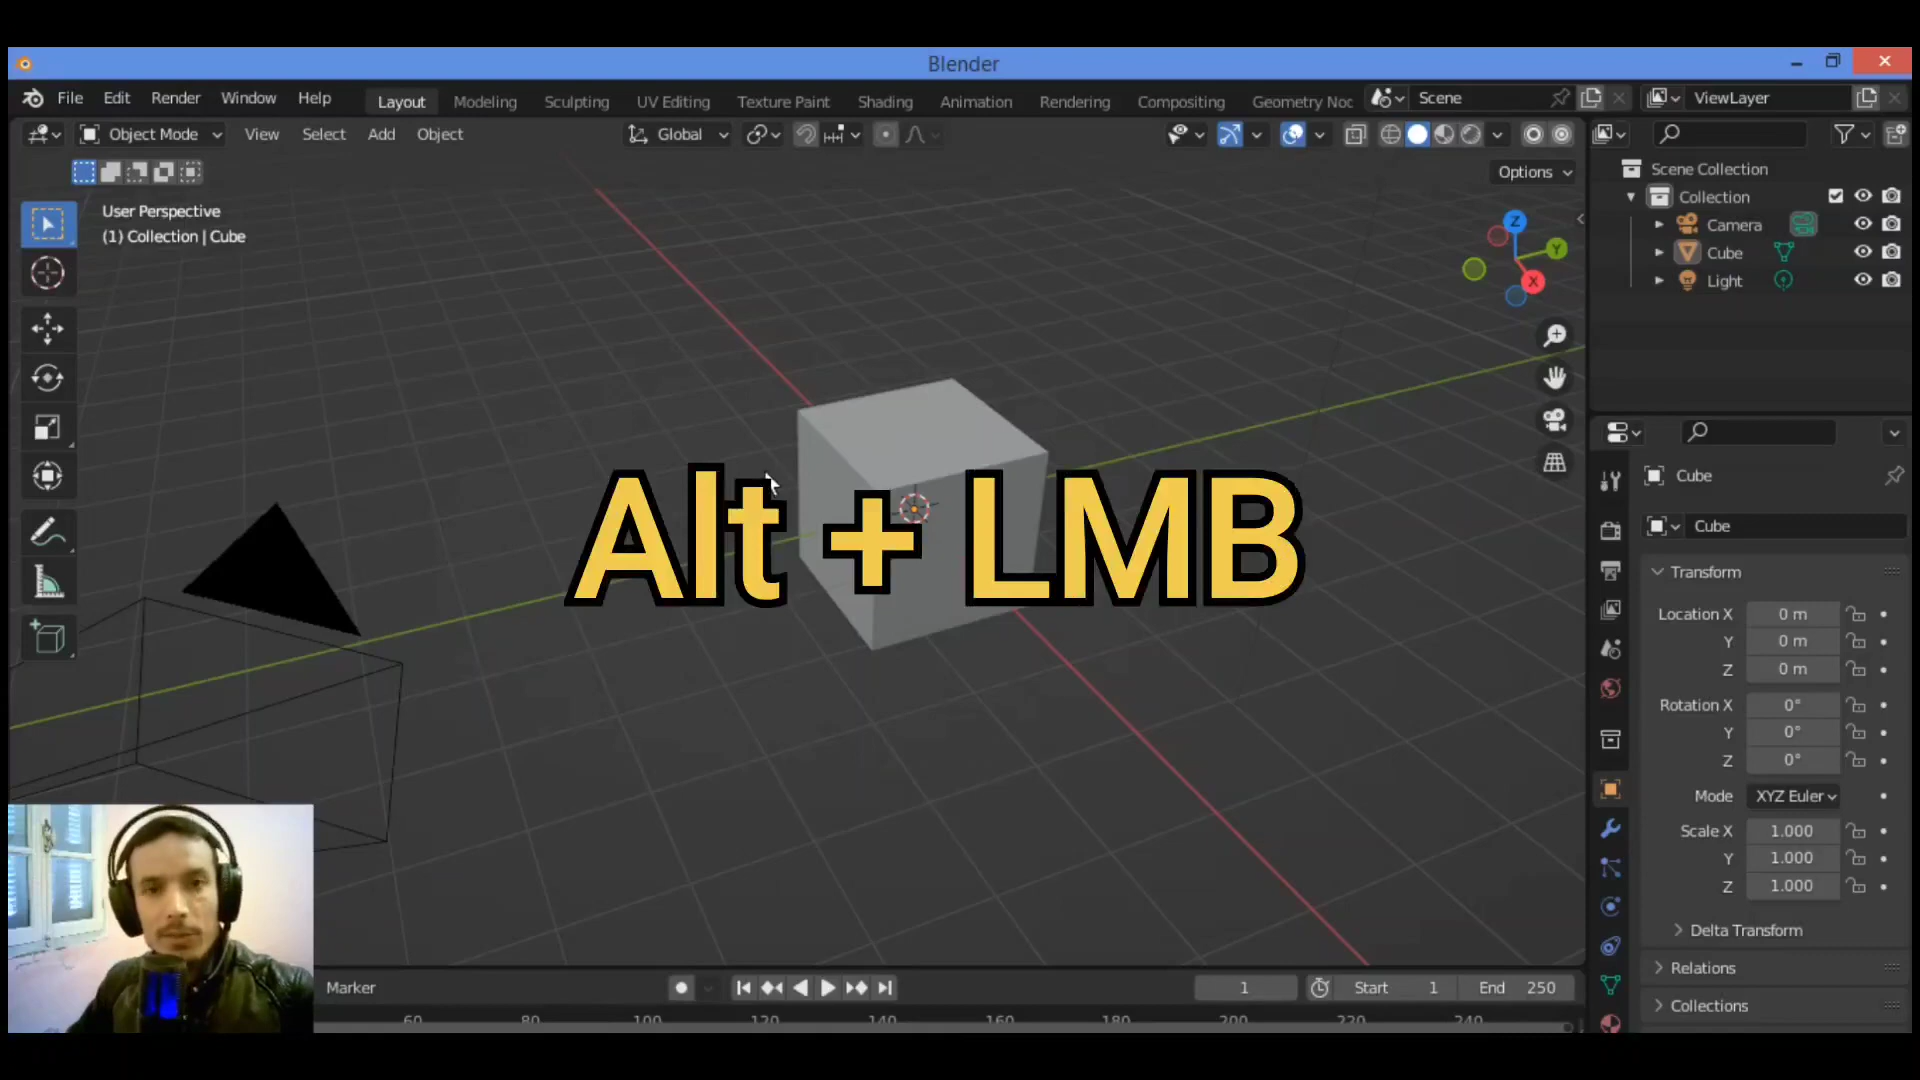 Blender
File Edit Render Window Help Layout Modeling Sculpting UV Editing Texture Paint Shading Animation Rendering Compositing Geometry Noc Scene ViewLayer
Object Mode View Select Add Object Global
Options
User Perspective
(1) Collection | Cube
Z
Y
X
Scene Collection
Collection
Camera
Cube
Light
Alt + LMB
Cube
Cube
Transform
Location X 0 m
Y 0 m
Z 0 m
Rotation X 0°
Y 0°
Z 0°
Mode XYZ Euler
Scale X 1.000
Y 1.000
Z 1.000
Delta Transform
Relations
Collections
Marker 1 Start 1 End 250
60 80 100 120 140 160 180 200 220 240